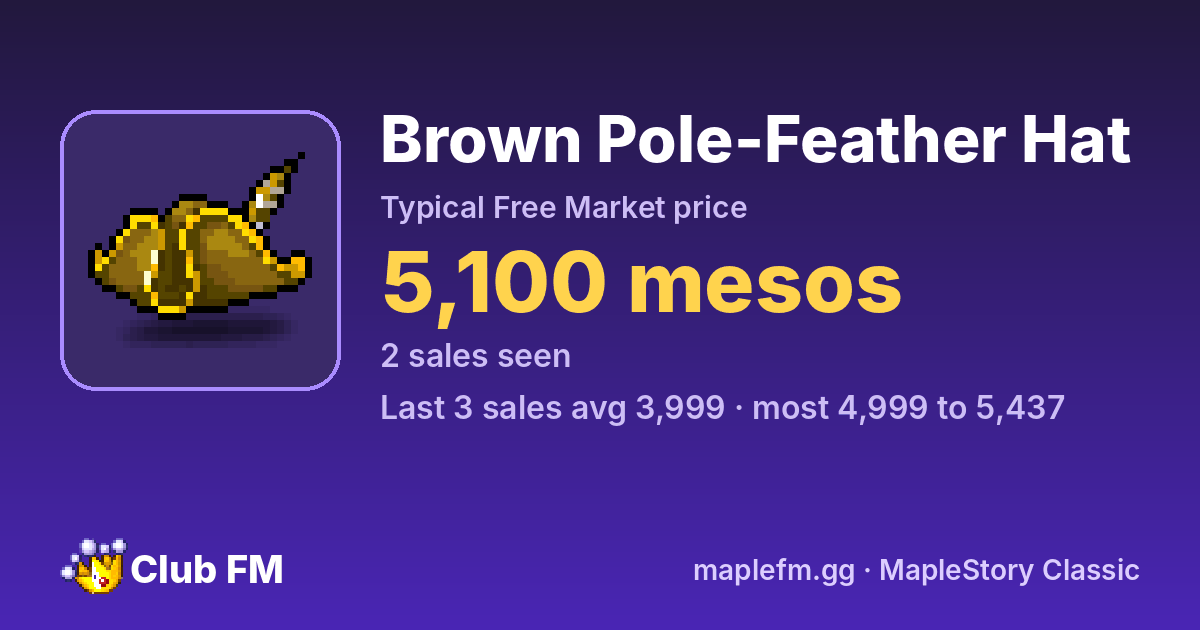 Brown Pole-Feather Hat
Typical Free Market price
5,100 mesos
2 sales seen
Last 3 sales avg 3,999 · most 4,999 to 5,437
Club FM
maplefm.gg · MapleStory Classic